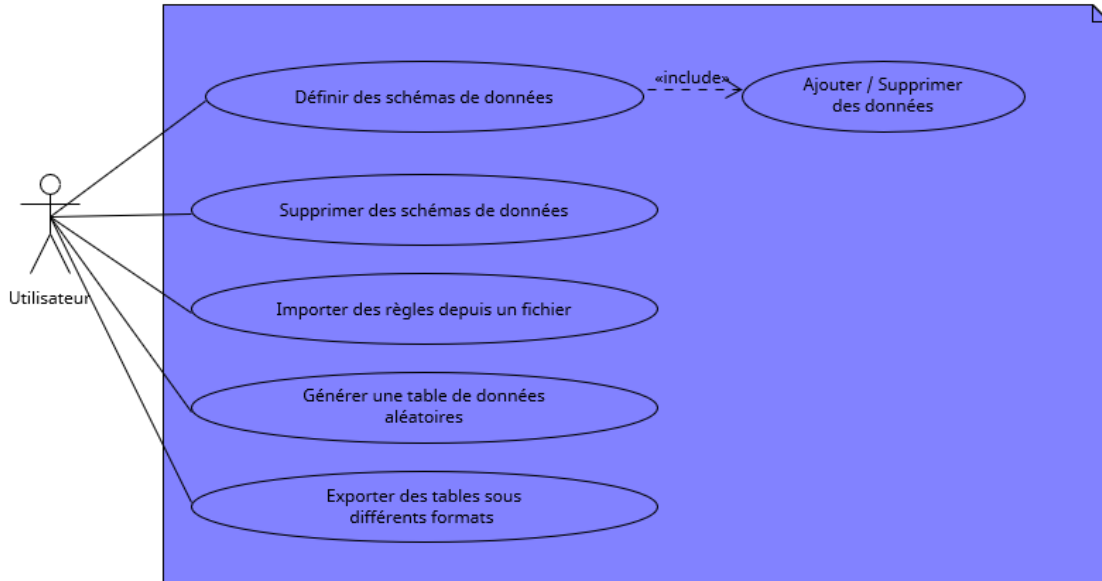 Définir des schémas de données
«include»
Ajouter / Supprimer
des données
Supprimer des schémas de données
Utilisateur
Importer des règles depuis un fichier
Générer une table de données
aléatoires
Exporter des tables sous
différents formats